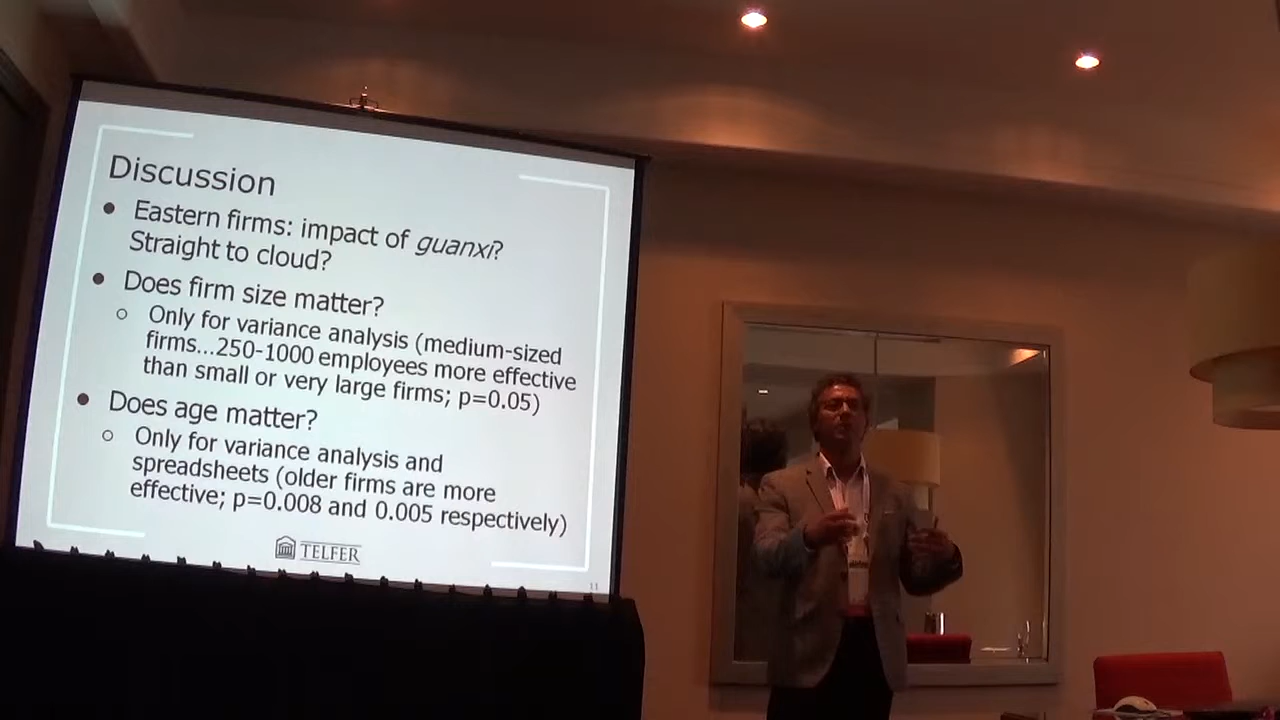 Discussion
• Eastern firms: impact of guanxi?
Straight to cloud?
• Does firm size matter?
○ Only for variance analysis (medium-sized
firms...250-1000 employees more effective
than small or very large firms; p=0.05)
• Does age matter?
○ Only for variance analysis and
spreadsheets (older firms are more
effective; p=0.008 and 0.005 respectively)
TELFER
11